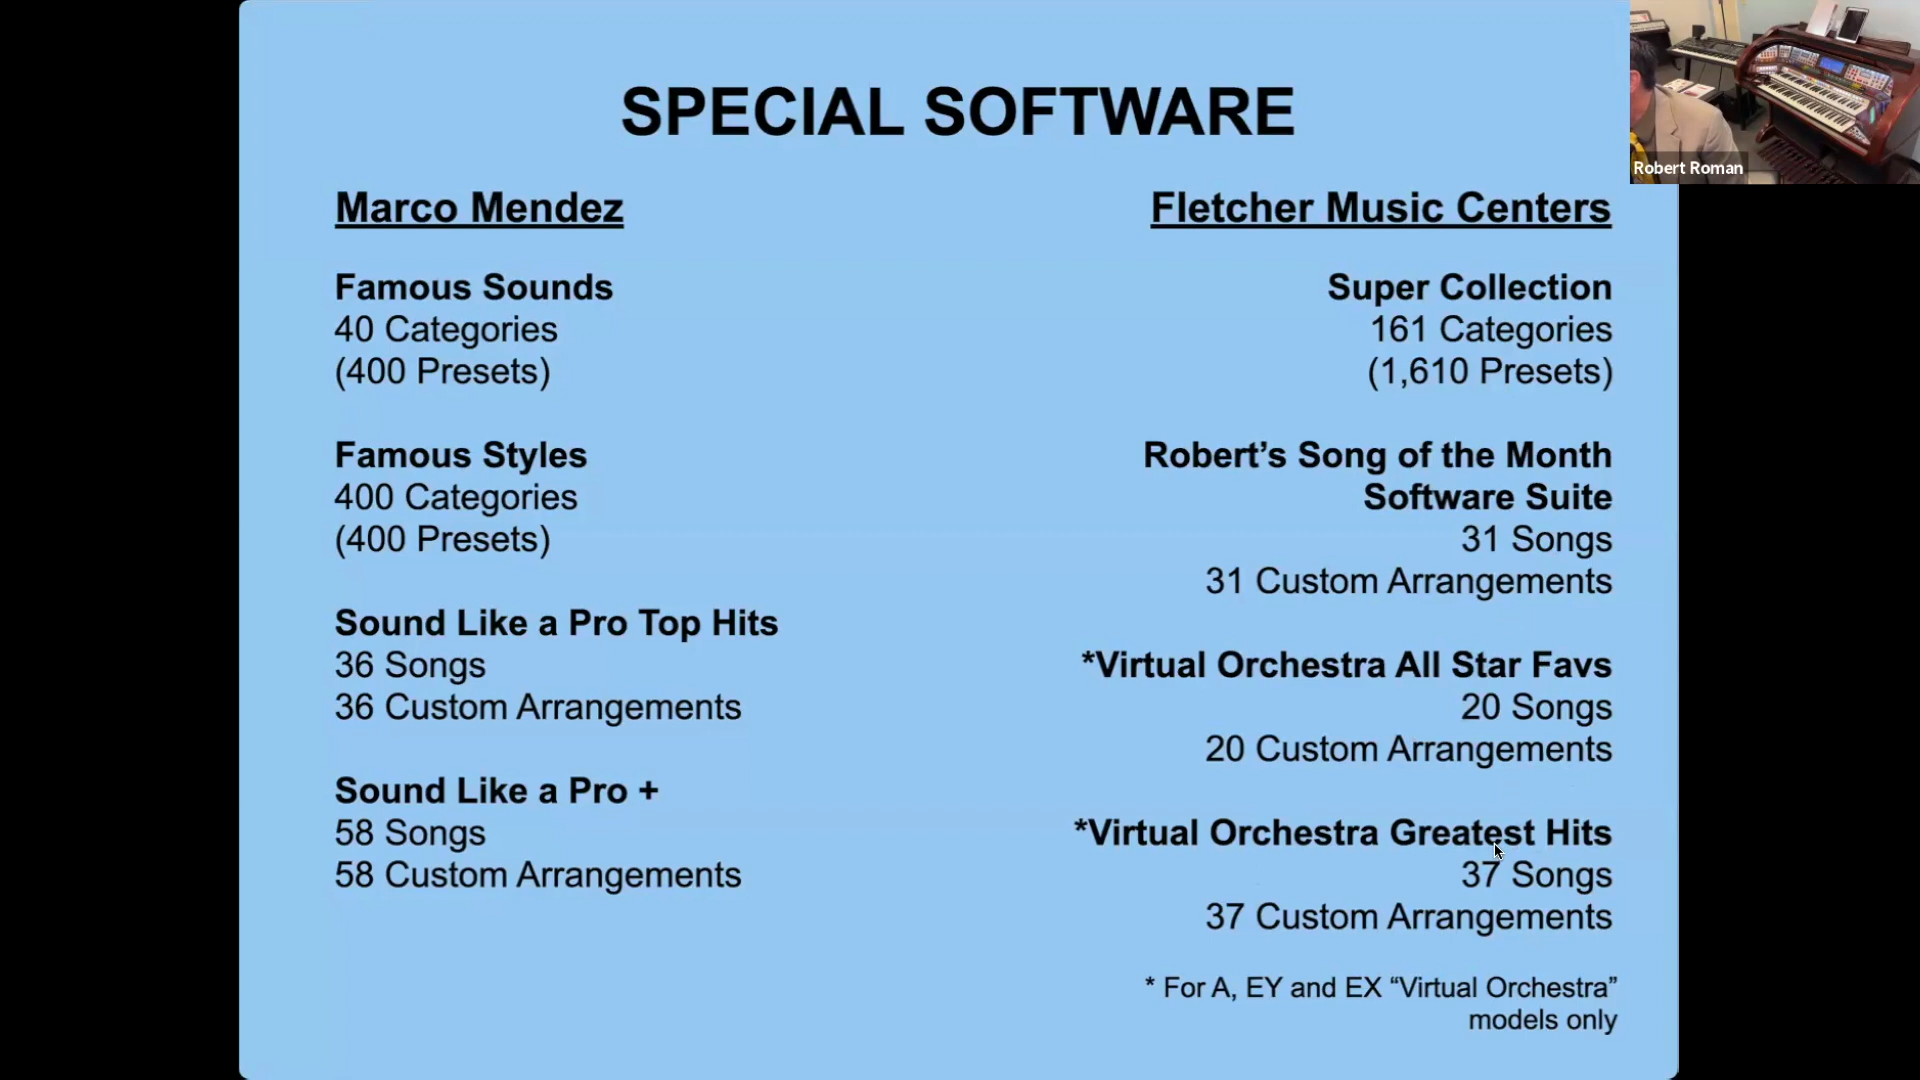 SPECIAL SOFTWARE
Marco Mendez
Famous Sounds
40 Categories
(400 Presets)
Famous Styles
400 Categories
(400 Presets)
Sound Like a Pro Top Hits
36 Songs
36 Custom Arrangements
Sound Like a Pro +
58 Songs
58 Custom Arrangements
Fletcher Music Centers
Super Collection
161 Categories
(1,610 Presets)
Robert’s Song of the Month
Software Suite
31 Songs
31 Custom Arrangements
*Virtual Orchestra All Star Favs
20 Songs
20 Custom Arrangements
*Virtual Orchestra Greatest Hits
37 Songs
37 Custom Arrangements
* For A, EY and EX “Virtual Orchestra”
models only
Robert Roman